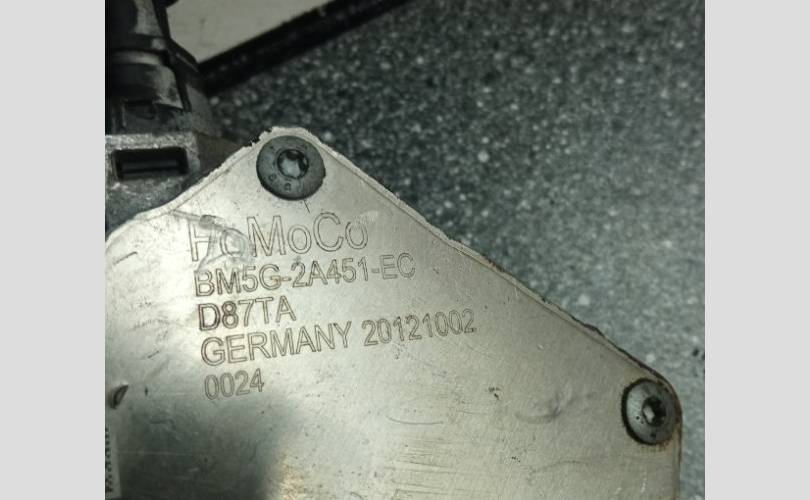 FoMoCo
BM5G-2A451-EC
D87TA
GERMANY 20121002
0024